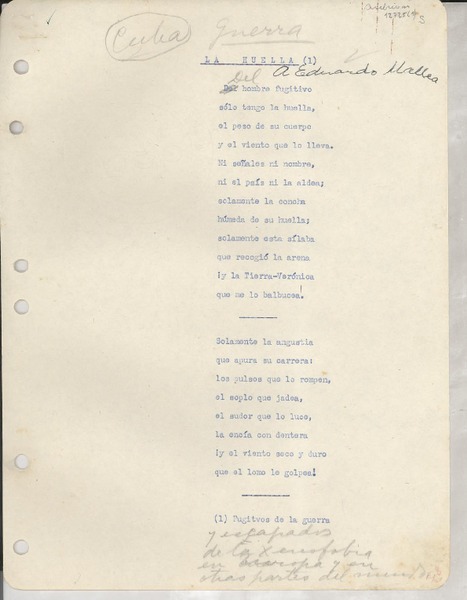 Cuba Guerra
LA HUELLA (1)
A Eduardo Mallea
Del
Del hombre fugitivo
sólo tengo la huella,
el peso de su cuerpo
y el viento que lo lleva.
Ni señales ni nombre,
ni el país ni la aldea;
solamente la concha
húmeda de su huella;
solamente esta sílaba
que recogió la arena
¡y la Tierra-Verónica
que me lo balbucea!
Solamente la angustia
que apura su carrera:
los pulsos que lo rompen,
el soplo que jadea,
el sudor que lo luce,
la encía con dentera
¡y el viento seco y duro
que el lomo le golpea!
(1) Fugitvos de la guerra
y escapados
de la Xenofobia
en Europa y en
otras partes del mundo